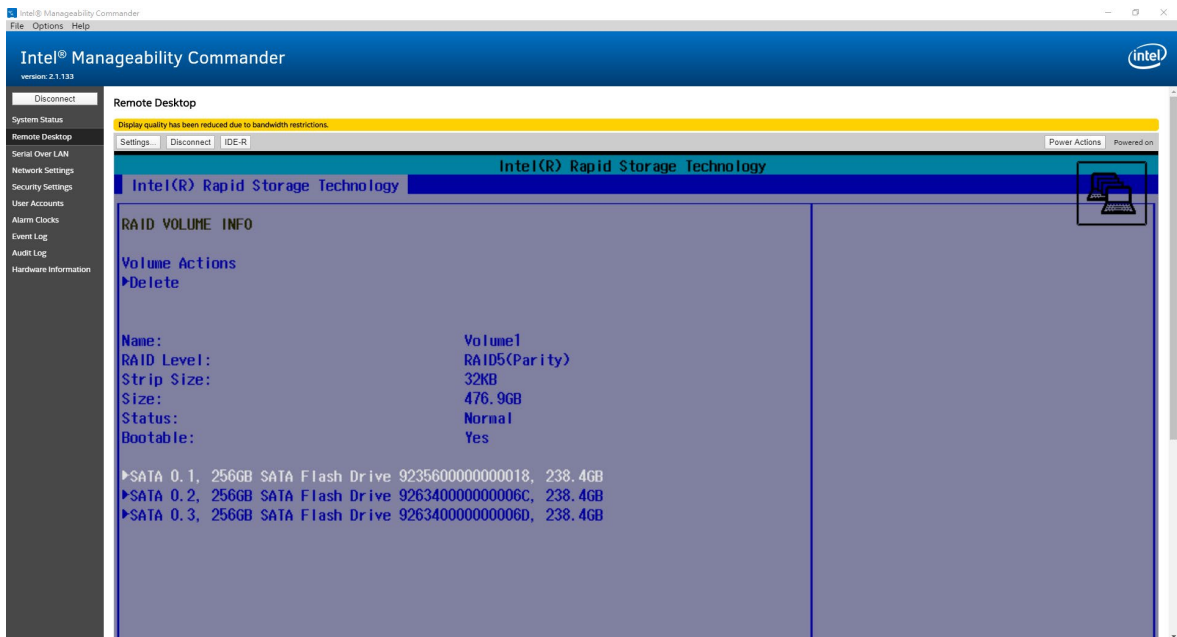 Intel® Manageability Commander
File Options Help
Intel® Manageability Commander
intel
version: 2.1.133
Disconnect
System Status
Remote Desktop
Serial Over LAN
Network Settings
Security Settings
User Accounts
Alarm Clocks
Event Log
Audit Log
Hardware Information
Remote Desktop
Display quality has been reduced due to bandwidth restrictions.
Settings... Disconnect IDE-R Power Actions Powered on
Intel(R) Rapid Storage Technology
Intel(R) Rapid Storage Technology
RAID VOLUME INFO
Volume Actions
▶Delete
Name: Volume1
RAID Level: RAID5(Parity)
Strip Size: 32KB
Size: 476.9GB
Status: Normal
Bootable: Yes
▶SATA 0.1, 256GB SATA Flash Drive 9235600000000018, 238.4GB
▶SATA 0.2, 256GB SATA Flash Drive 926340000000006C, 238.4GB
▶SATA 0.3, 256GB SATA Flash Drive 926340000000006D, 238.4GB